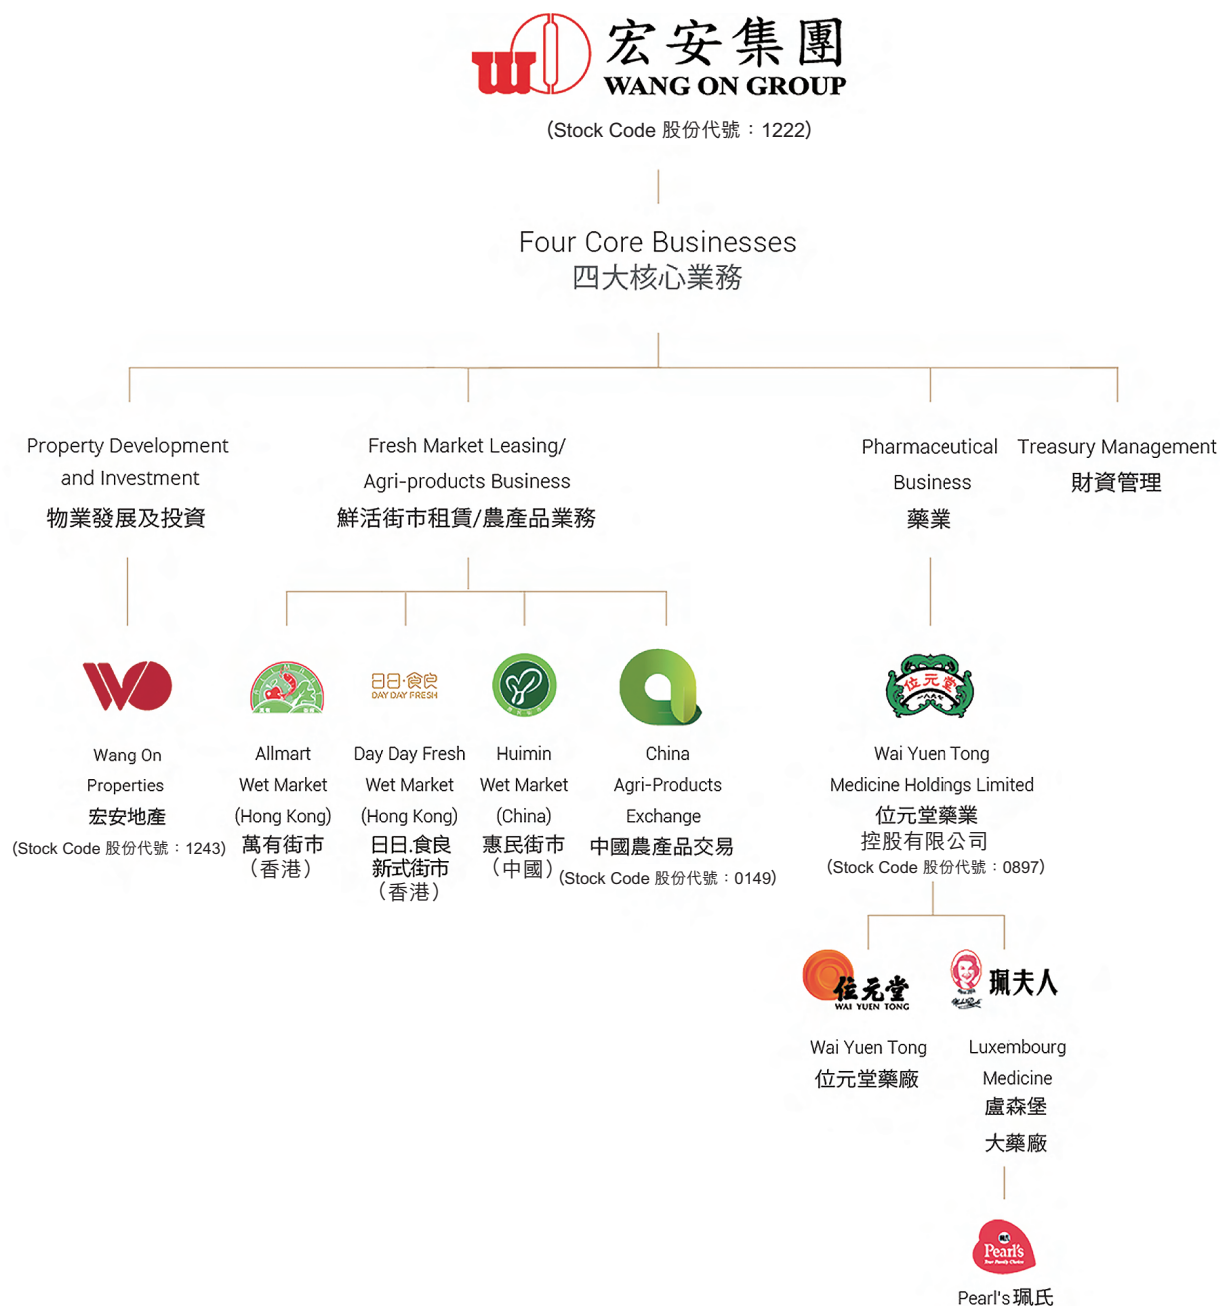 宏安集團
WANG ON GROUP
(Stock Code 股份代號：1222)
Four Core Businesses
四大核心業務
Property Development
and Investment
物業發展及投資
Fresh Market Leasing/
Agri-products Business
鮮活街市租賃/農產品業務
Pharmaceutical
Business
藥業
Treasury Management
財資管理
Wang On
Properties
宏安地產
(Stock Code 股份代號：1243)
Allmart
Wet Market
(Hong Kong)
萬有街市
（香港）
日日·食良
DAY DAY FRESH
Day Day Fresh
Wet Market
(Hong Kong)
日日.食良
新式街市
（香港）
Huimin
Wet Market
(China)
惠民街市
（中國）
China
Agri-Products
Exchange
中國農產品交易
(Stock Code 股份代號：0149)
位元堂
一八九七
Wai Yuen Tong
Medicine Holdings Limited
位元堂藥業
控股有限公司
(Stock Code 股份代號：0897)
位元堂
WAI YUEN TONG
Wai Yuen Tong
位元堂藥廠
珮夫人
Luxembourg
Medicine
盧森堡
大藥廠
Pearl's
Your Family Choice
Pearl's 珮氏